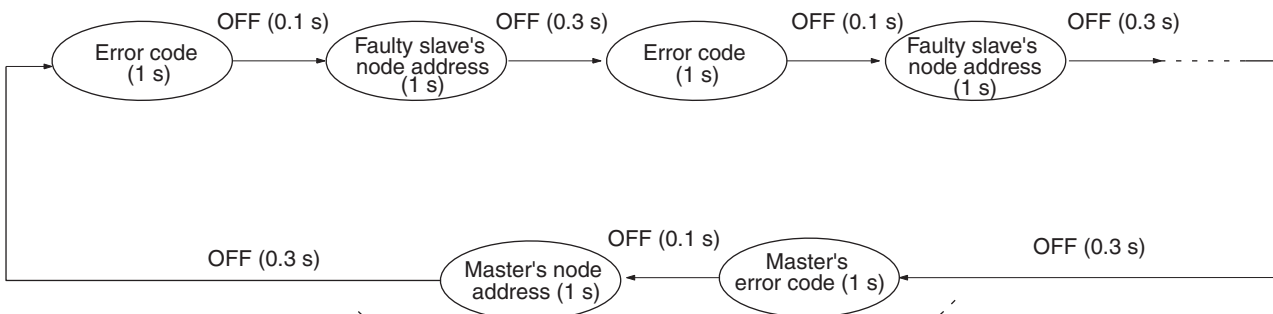 OFF (0.1 s)
OFF (0.3 s)
OFF (0.1 s)
OFF (0.3 s)
Error code
(1 s)
Faulty slave's
node address
(1 s)
Error code
(1 s)
Faulty slave's
node address
(1 s)
OFF (0.3 s)
Master's node
address (1 s)
OFF (0.1 s)
Master's
error code (1 s)
OFF (0.3 s)